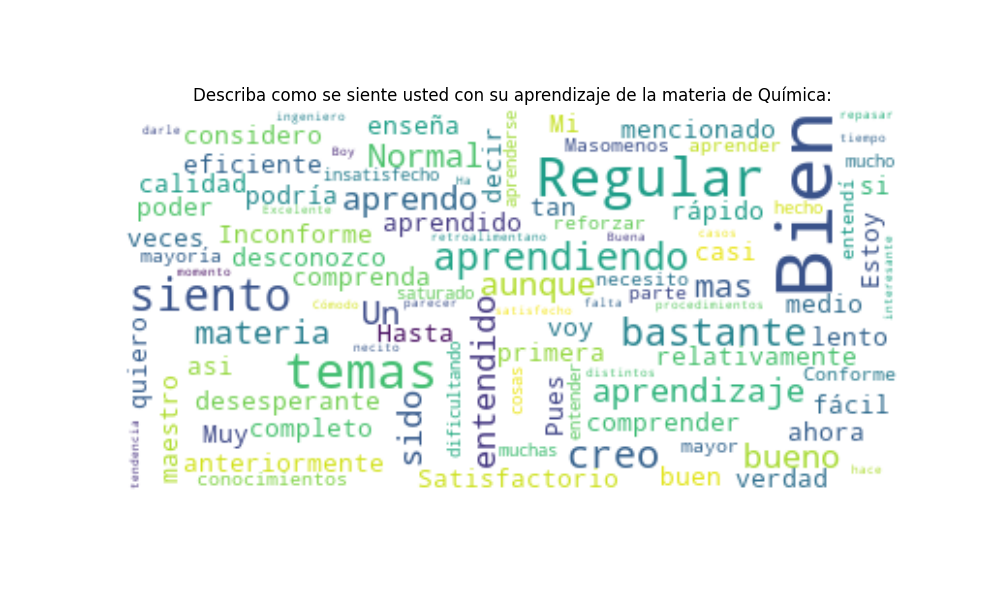 Describa como se siente usted con su aprendizaje de la materia de Química:
ingeniero
repasar
darle
considero
enseña
Mi
mencionado
tiempo
Boy
Normal
decir
aprenderse
Masomenos
aprender
Bien
mucho
eficiente
insatisfecho
Ha
Regular
calidad
podría
aprendo
si
poder
Excelente
aprendido
tan
reforzar
rápido
hecho
entendí
Estoy
veces
Inconforme
retroalimentano
Buena
casos
mayoría
desconozco
aprendiendo
casi
interesante
momento
comprenda
saturado
aunque
necesito
parte
mas
siento
Cómodo
parecer
Un
satisfecho
falta
procedimientos
medio
materia
Hasta
entendido
voy
bastante
lento
quiero
necito
primera
relativamente
asi
temas
dificultando
distintos
Conforme
maestro
desesperante
sido
cosas
Pues
entender
aprendizaje
fácil
tendencia
Muy
completo
comprender
ahora
anteriormente
muchas
creo
mayor
bueno
conocimientos
Satisfactorio
buen
verdad
hace